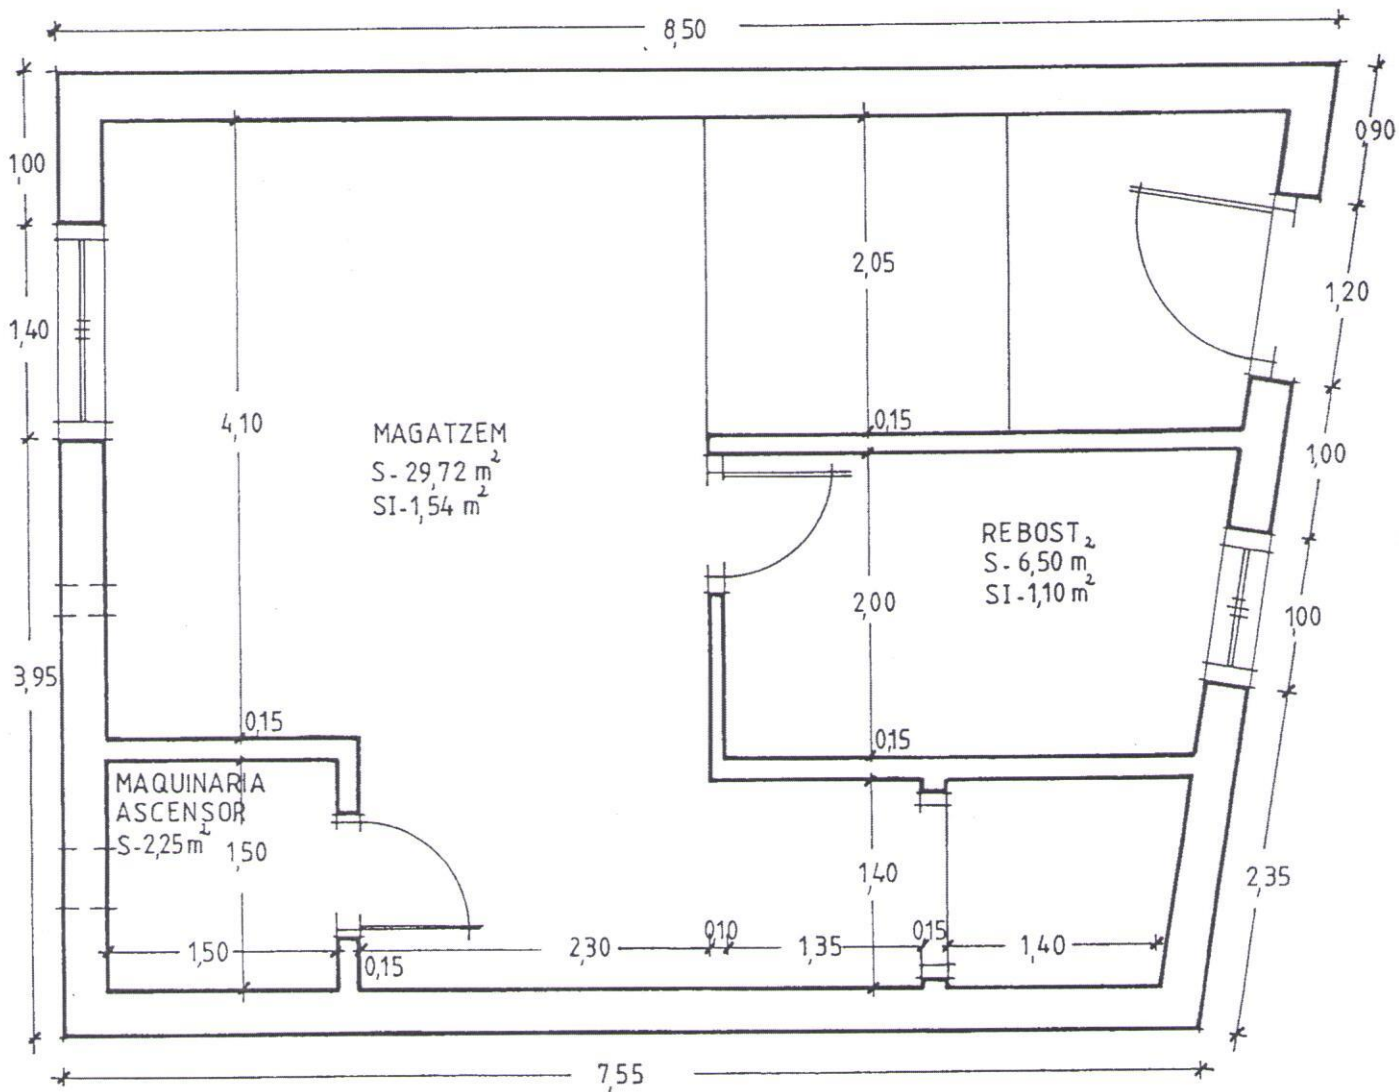 8,50
0,90
1,00
2,05
1,20
1,40
4,10
0,15
MAGATZEM
S- 29,72 m²
SI-1,54 m²
1,00
REBOST
S- 6,50 m²
SI-1,10 m²
2,00
1,00
3,95
0,15
0,15
MAQUINARIA
ASCENSOR
S-2,25 m²
1,50
1,40
2,35
1,50
0,15
2,30
0,10
1,35
0,15
1,40
7,55